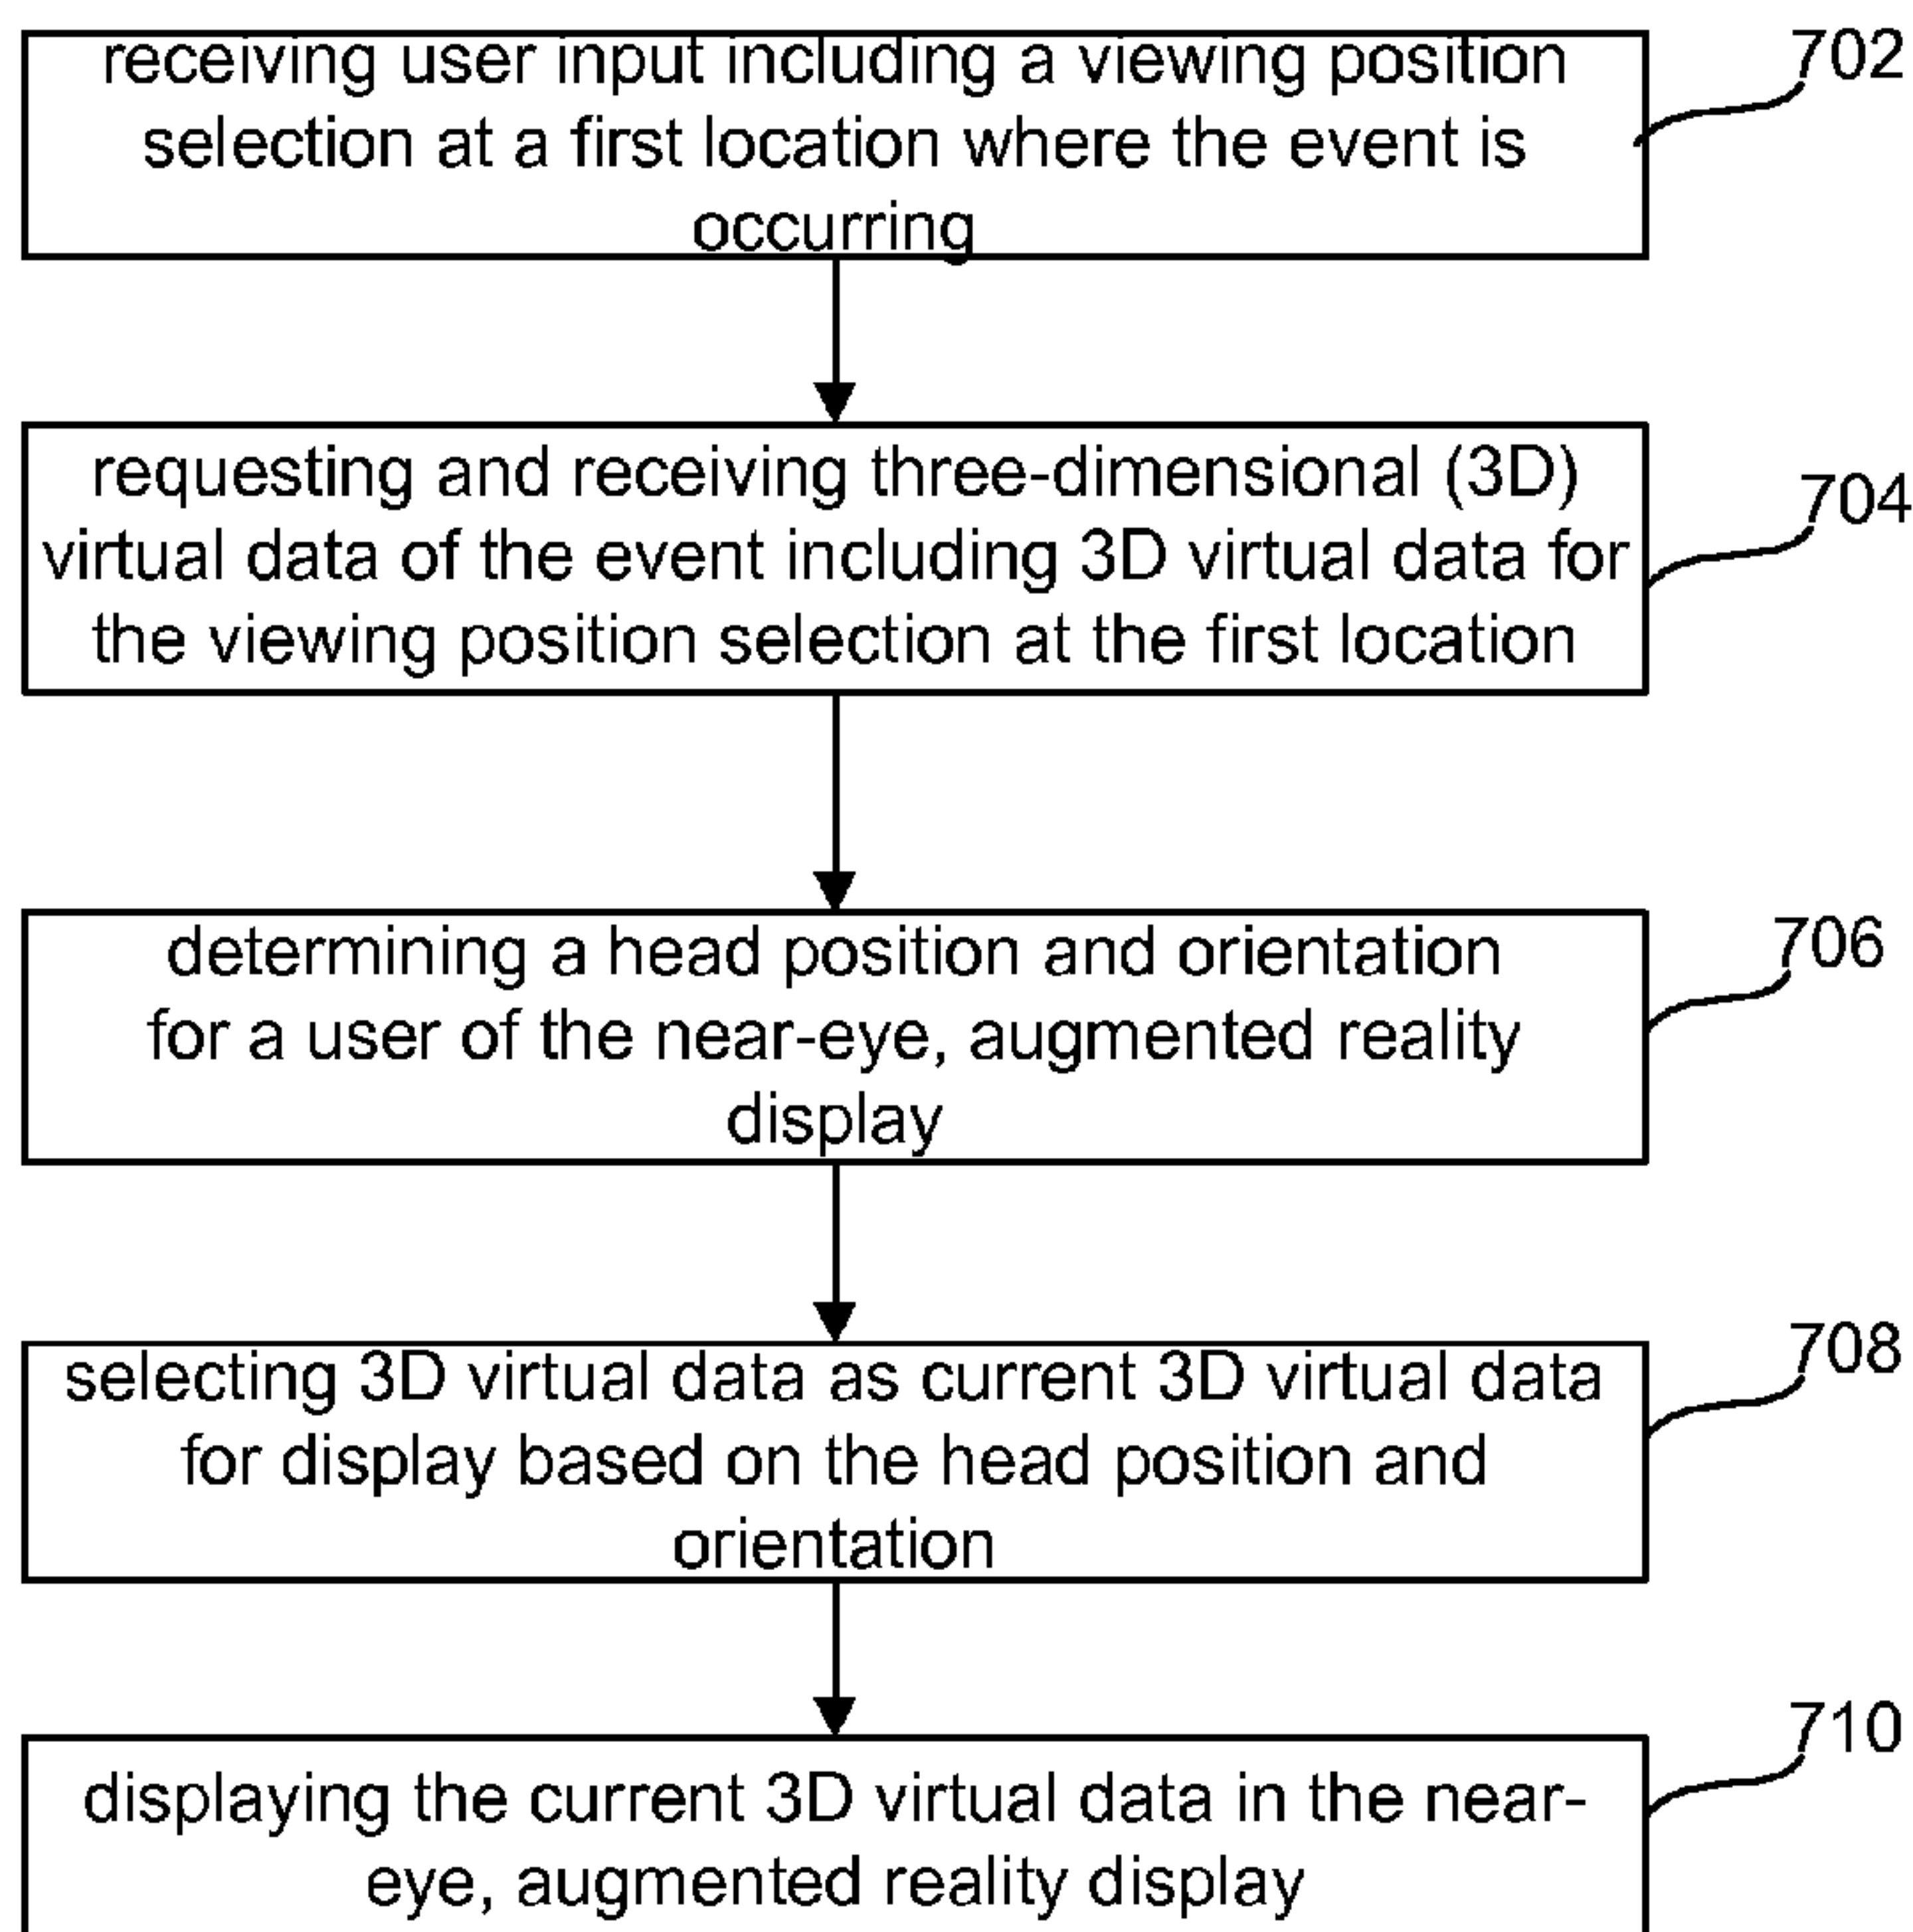 receiving user input including a viewing position
selection at a first location where the event is
occurring
702
requesting and receiving three-dimensional (3D)
virtual data of the event including 3D virtual data for
the viewing position selection at the first location
704
determining a head position and orientation
for a user of the near-eye, augmented reality
display
706
selecting 3D virtual data as current 3D virtual data
for display based on the head position and
orientation
708
displaying the current 3D virtual data in the near-
eye, augmented reality display
710